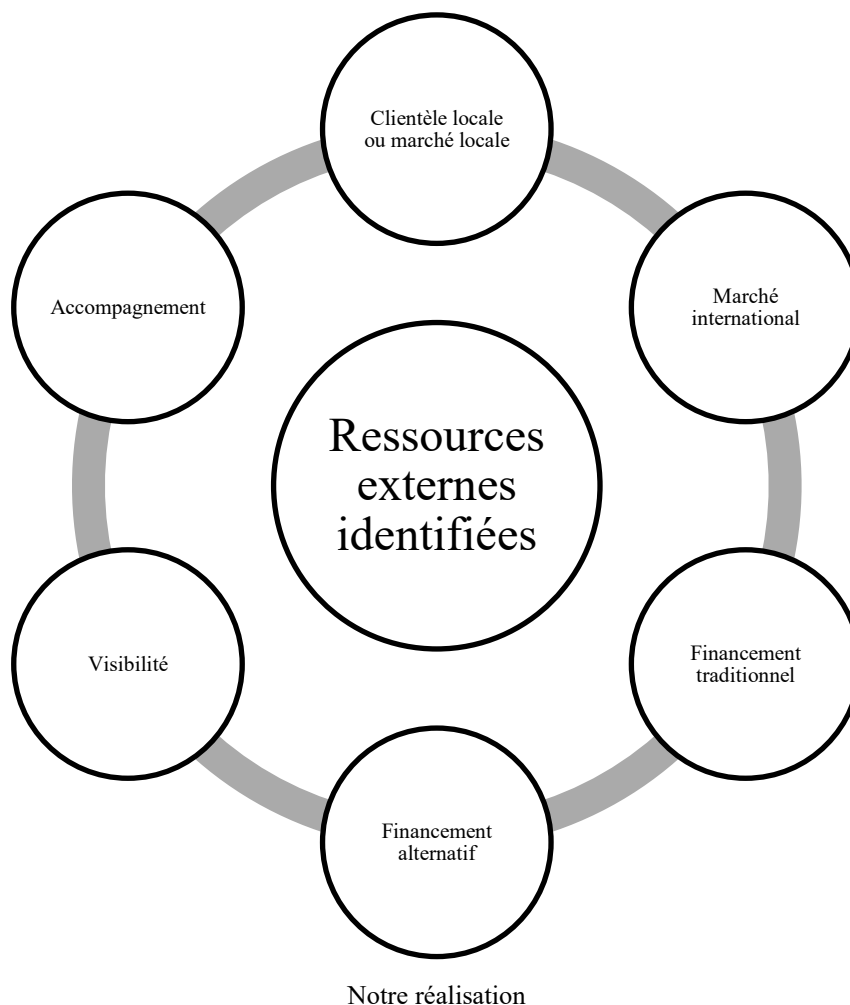 Clientèle locale
ou marché locale
Accompagnement
Marché
international
Ressources
externes
identifiées
Visibilité
Financement
traditionnel
Financement
alternatif
Notre réalisation